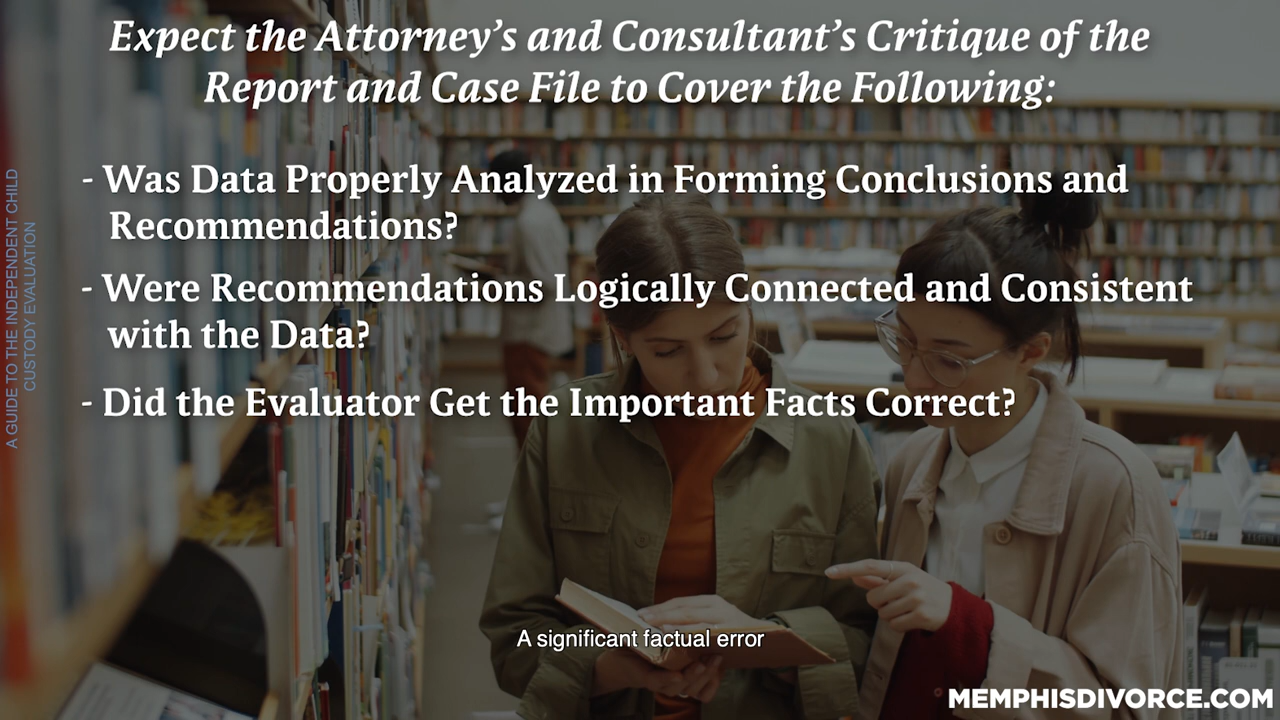 Expect the Attorney’s and Consultant’s Critique of the
Report and Case File to Cover the Following:
- Was Data Properly Analyzed in Forming Conclusions and
Recommendations?
- Were Recommendations Logically Connected and Consistent
with the Data?
- Did the Evaluator Get the Important Facts Correct?
A GUIDE TO THE INDEPENDENT CHILD
CUSTODY EVALUATION
A significant factual error
MEMPHISDIVORCE.COM